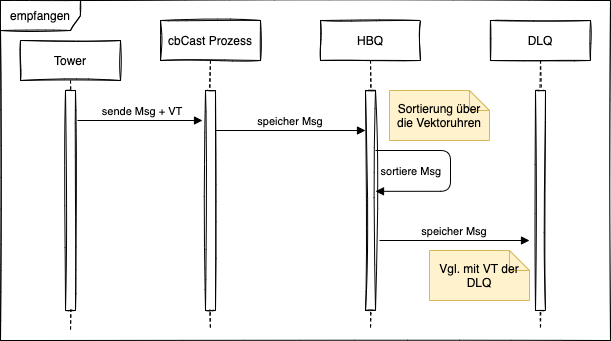 empfangen
Tower
cbCast Prozess
HBQ
DLQ
sende Msg + VT
speicher Msg
Sortierung über
die Vektoruhren
sortiere Msg
speicher Msg
Vgl. mit VT der
DLQ